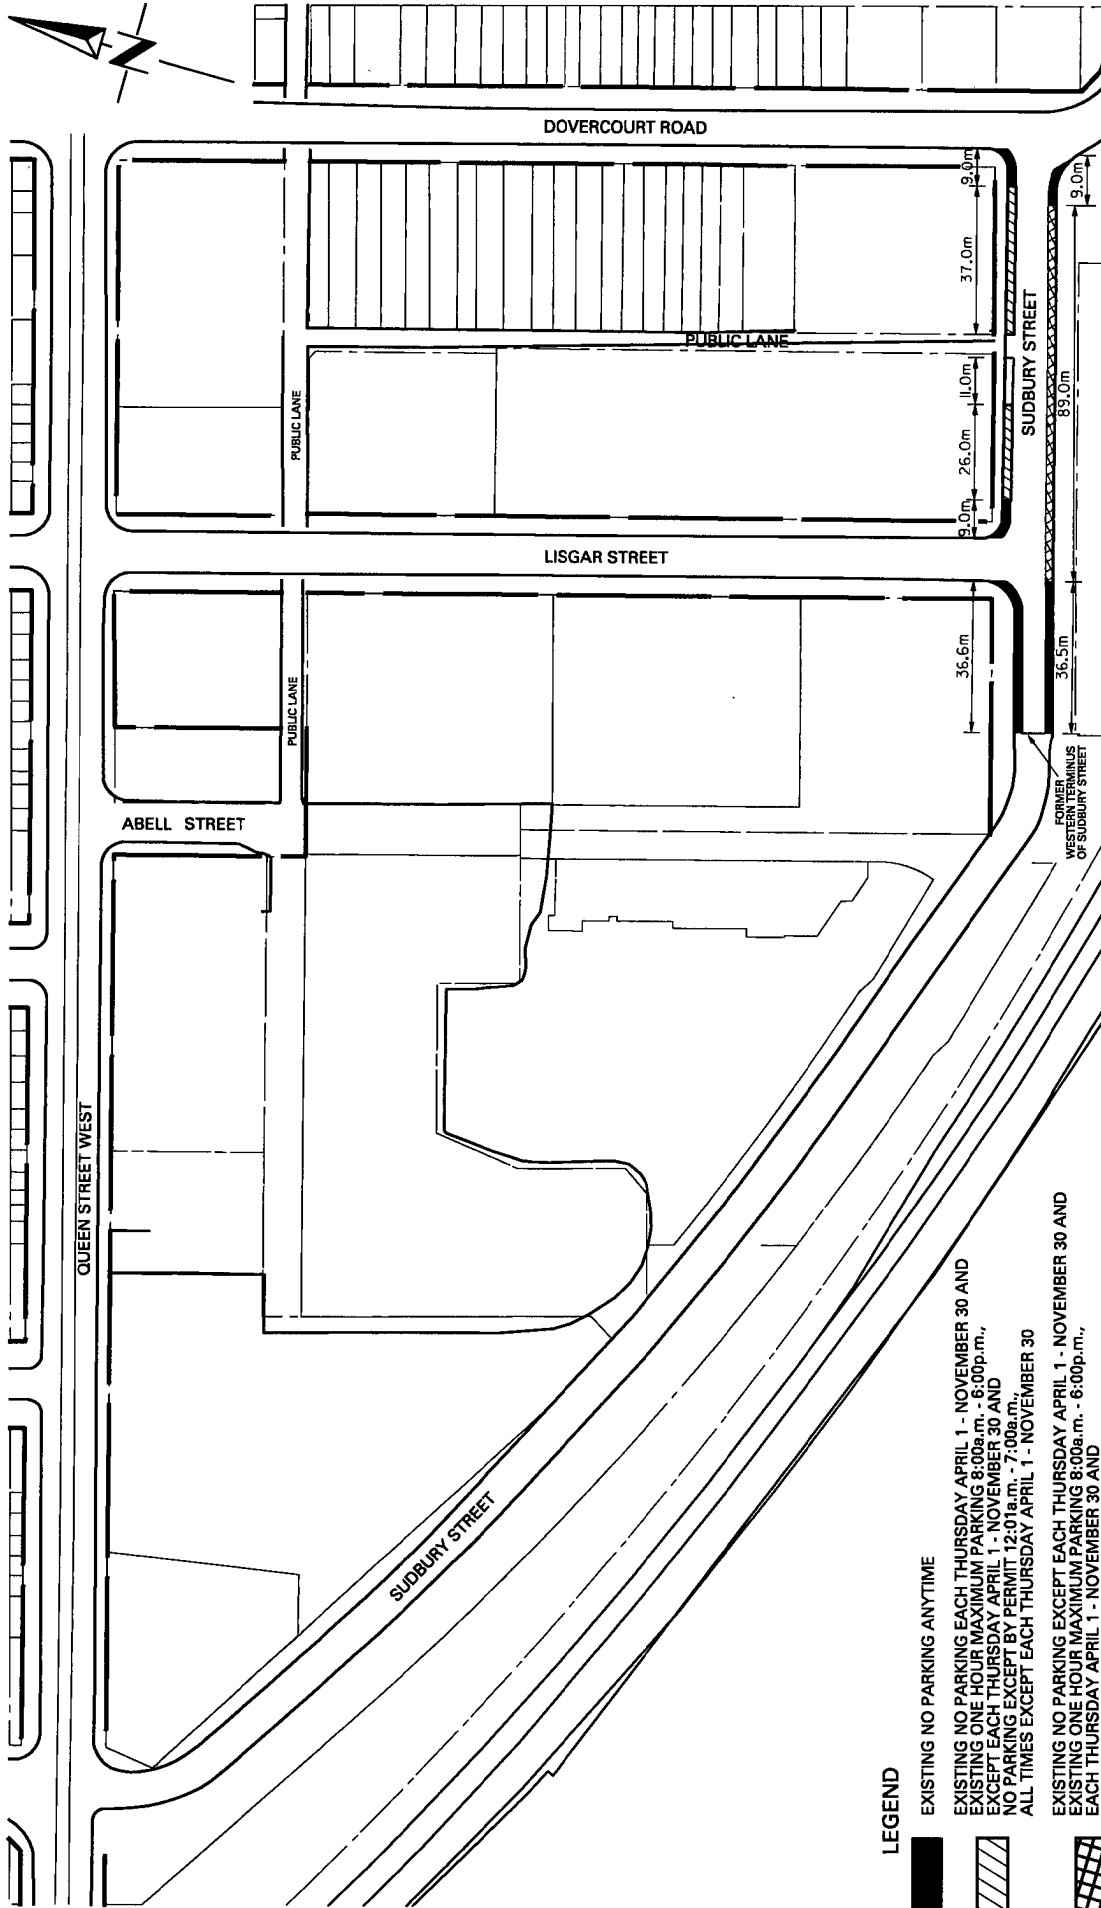 N
DOVERCOURT ROAD
9.0m
9.0m
37.0m
SUDBURY STREET
PUBLIC LANE
11.0m
89.0m
PUBLIC LANE
26.0m
9.0m
LISGAR STREET
36.6m
36.5m
PUBLIC LANE
FORMER
WESTERN TERMINUS
OF SUDBURY STREET
ABELL STREET
QUEEN STREET WEST
SUDBURY STREET
LEGEND
EXISTING NO PARKING ANYTIME
EXISTING NO PARKING EACH THURSDAY APRIL 1 - NOVEMBER 30 AND
EXISTING ONE HOUR MAXIMUM PARKING 8:00a.m. - 6:00p.m.,
EXCEPT EACH THURSDAY APRIL 1 - NOVEMBER 30 AND
NO PARKING EXCEPT BY PERMIT 12:01a.m. - 7:00a.m.,
ALL TIMES EXCEPT EACH THURSDAY APRIL 1 - NOVEMBER 30
EXISTING NO PARKING EXCEPT EACH THURSDAY APRIL 1 - NOVEMBER 30 AND
EXISTING ONE HOUR MAXIMUM PARKING 8:00a.m. - 6:00p.m.,
EACH THURSDAY APRIL 1 - NOVEMBER 30 AND